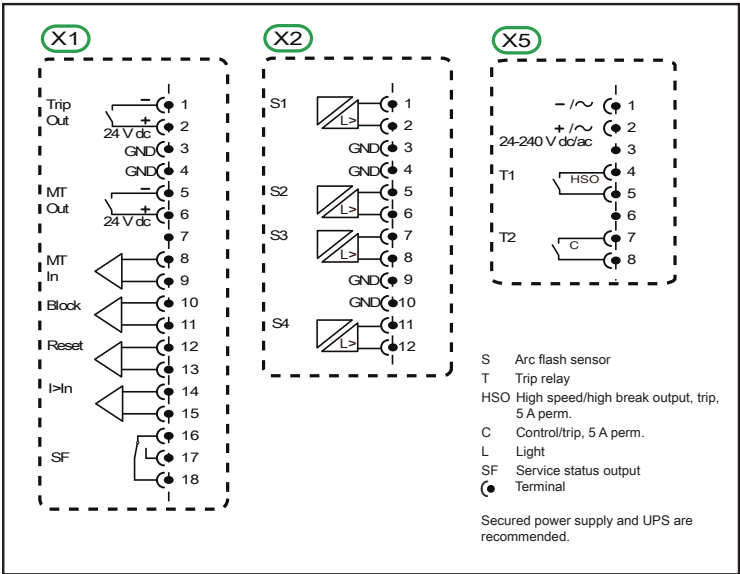 X1
Trip
Out
24 V dc
− 1
+ 2
GND 3
GND 4
MT
Out
24 V dc
− 5
+ 6
7
MT
In
8
9
Block
10
11
Reset
12
13
I>In
14
15
SF
16
17
18
X2
S1
L>
1
2
GND 3
GND 4
S2
L>
5
6
S3
L>
7
8
GND 9
GND 10
S4
L>
11
12
X5
− /~ 1
+ /~ 2
24-240 V dc/ac
3
T1
HSO
4
5
6
T2
C
7
8
S Arc flash sensor
T Trip relay
HSO High speed/high break output, trip,
5 A perm.
C Control/trip, 5 A perm.
L Light
SF Service status output
Terminal
Secured power supply and UPS are
recommended.